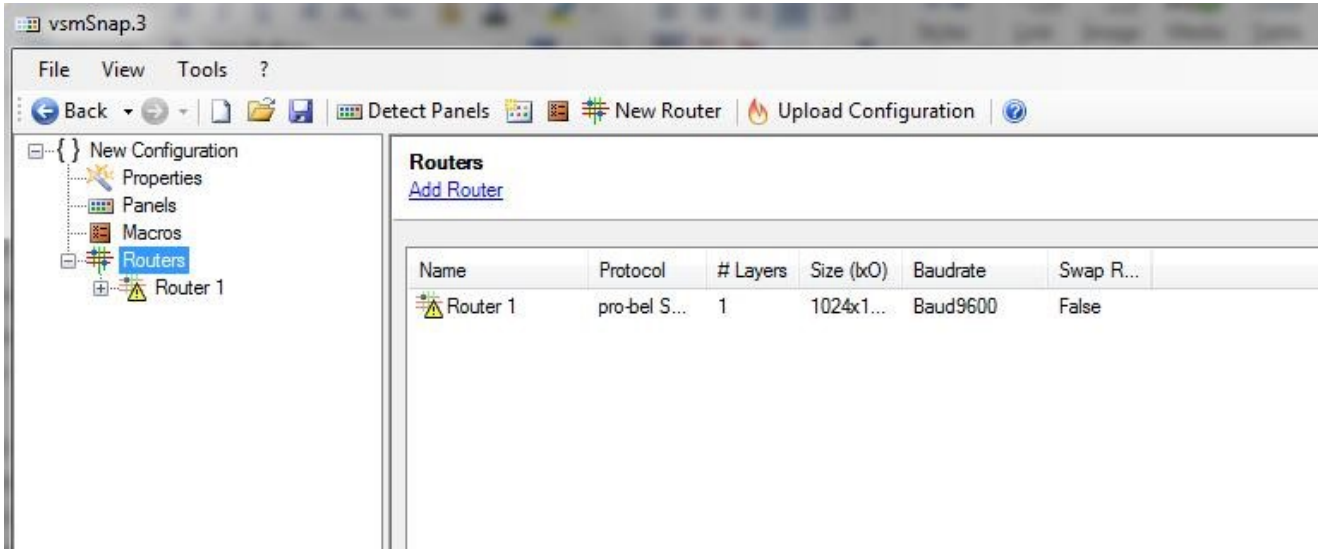 vsmSnap.3
File View Tools ?
Back Detect Panels New Router Upload Configuration
New Configuration
Properties
Panels
Macros
Routers
Router 1
Routers
Add Router
Name Protocol # Layers Size (IxO) Baudrate Swap R...
Router 1 pro-bel S... 1 1024x1... Baud9600 False